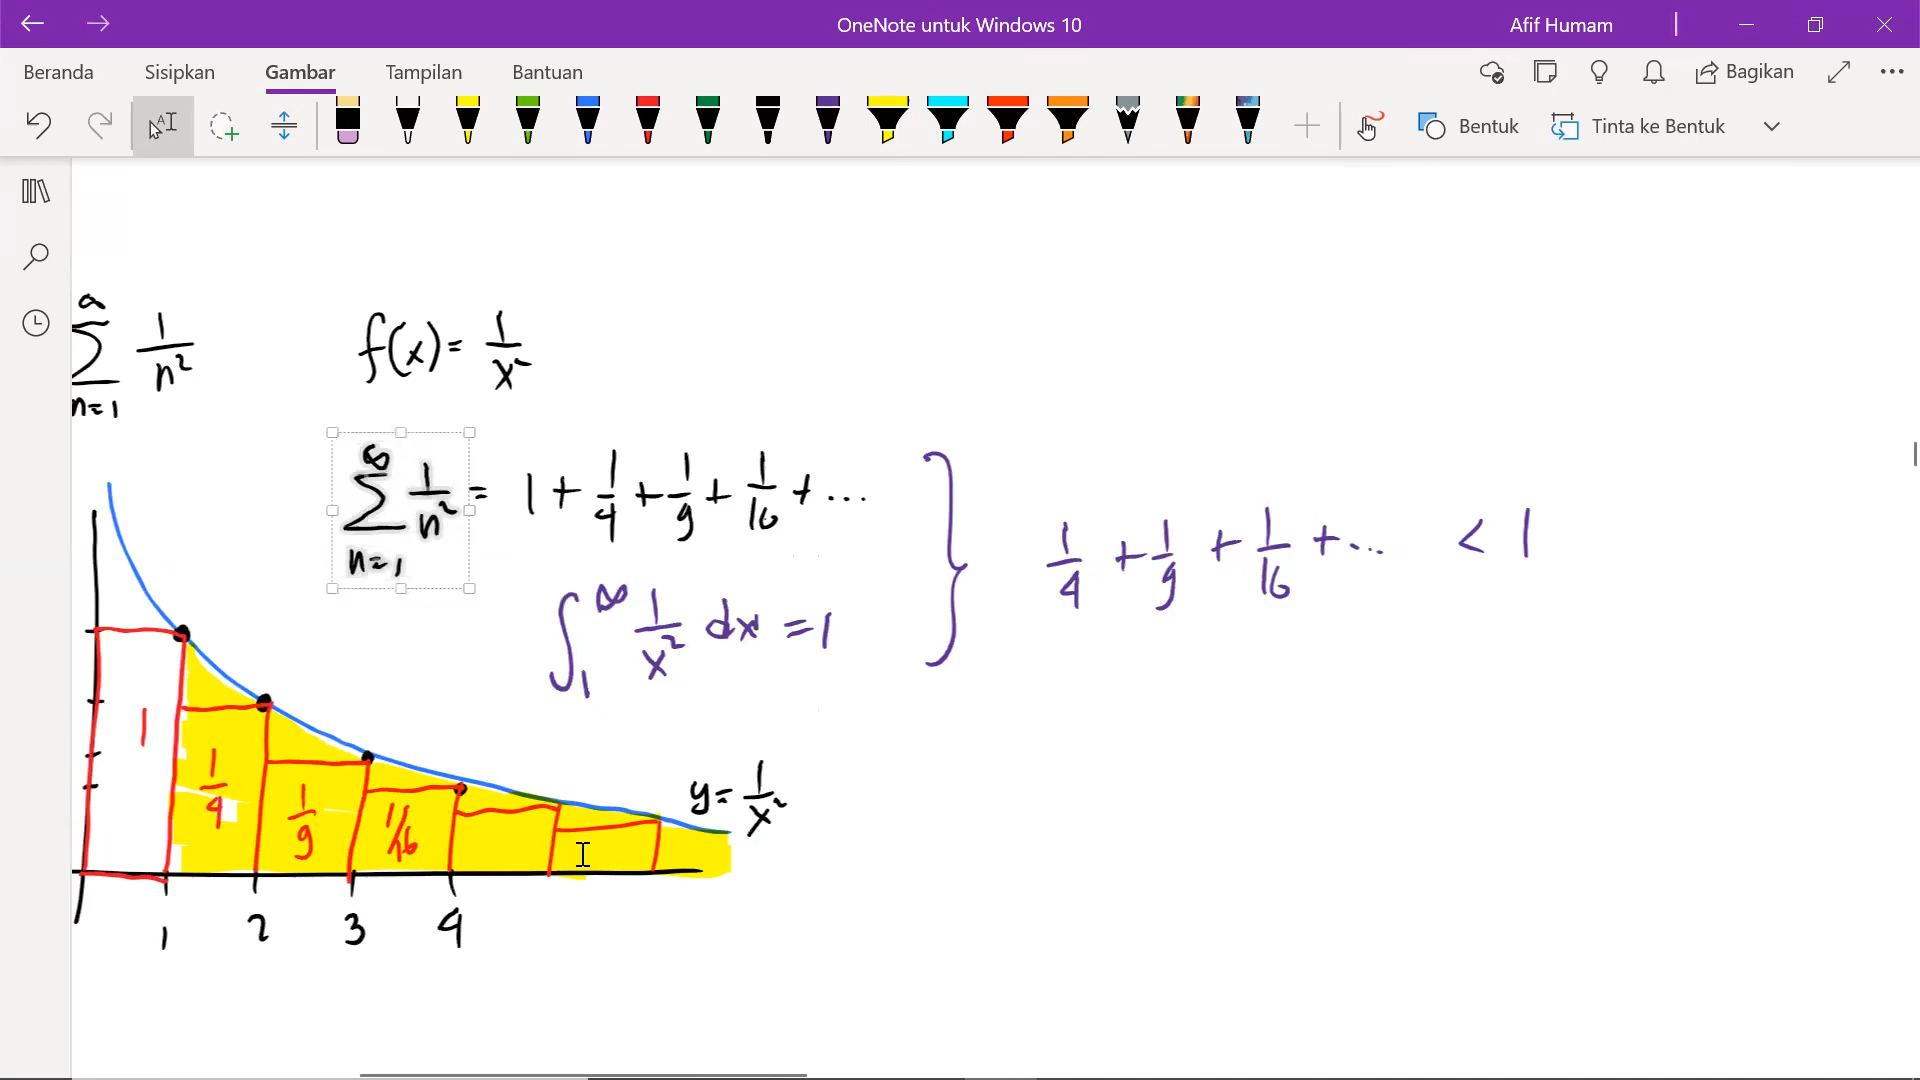 OneNote untuk Windows 10
Afif Humam
Beranda Sisipkan Gambar Tampilan Bantuan
Bagikan
Bentuk
Tinta ke Bentuk
∑_{n=1} 1/n²
f(x) = 1/x²
∑_{n=1}^{∞} 1/n² = 1 + 1/4 + 1/9 + 1/16 + ...
1/4 + 1/9 + 1/16 + ... < 1
∫_1^∞ 1/x² dx = 1
1
1/4
1/9
1/16
y = 1/x²
1 2 3 4